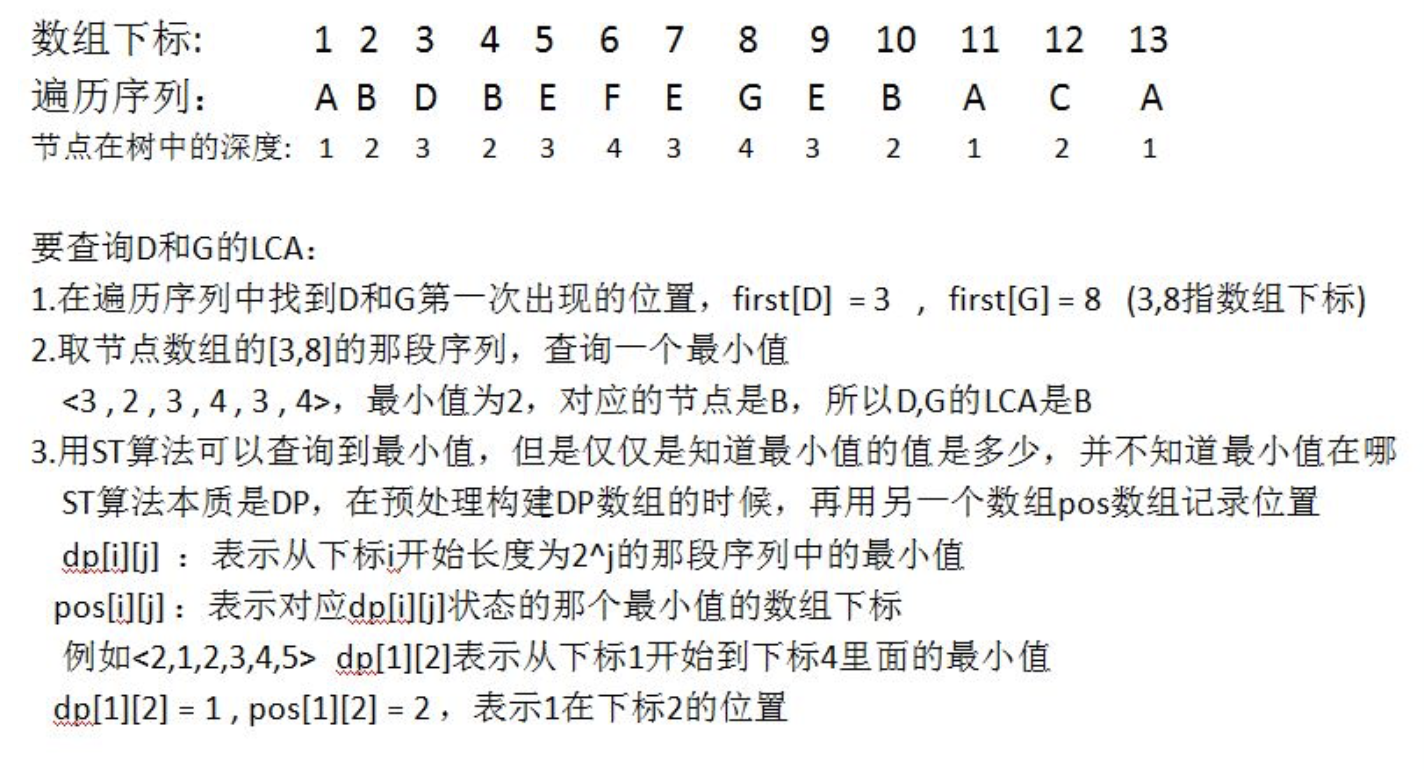 数组下标: 1 2 3 4 5 6 7 8 9 10 11 12 13
遍历序列： A B D B E F E G E B A C A
节点在树中的深度: 1 2 3 2 3 4 3 4 3 2 1 2 1
要查询D和G的LCA：
1.在遍历序列中找到D和G第一次出现的位置，first[D] = 3 , first[G] = 8 (3,8指数组下标)
2.取节点数组的[3,8]的那段序列，查询一个最小值
<3 , 2 , 3 , 4 , 3 , 4>，最小值为2，对应的节点是B，所以D,G的LCA是B
3.用ST算法可以查询到最小值，但是仅仅是知道最小值的值是多少，并不知道最小值在哪
ST算法本质是DP，在预处理构建DP数组的时候，再用另一个数组pos数组记录位置
dp[i][j] ：表示从下标i开始长度为2^j的那段序列中的最小值
pos[i][j]：表示对应dp[i][j]状态的那个最小值的数组下标
例如<2,1,2,3,4,5> dp[1][2]表示从下标1开始到下标4里面的最小值
dp[1][2] = 1 , pos[1][2] = 2 ，表示1在下标2的位置